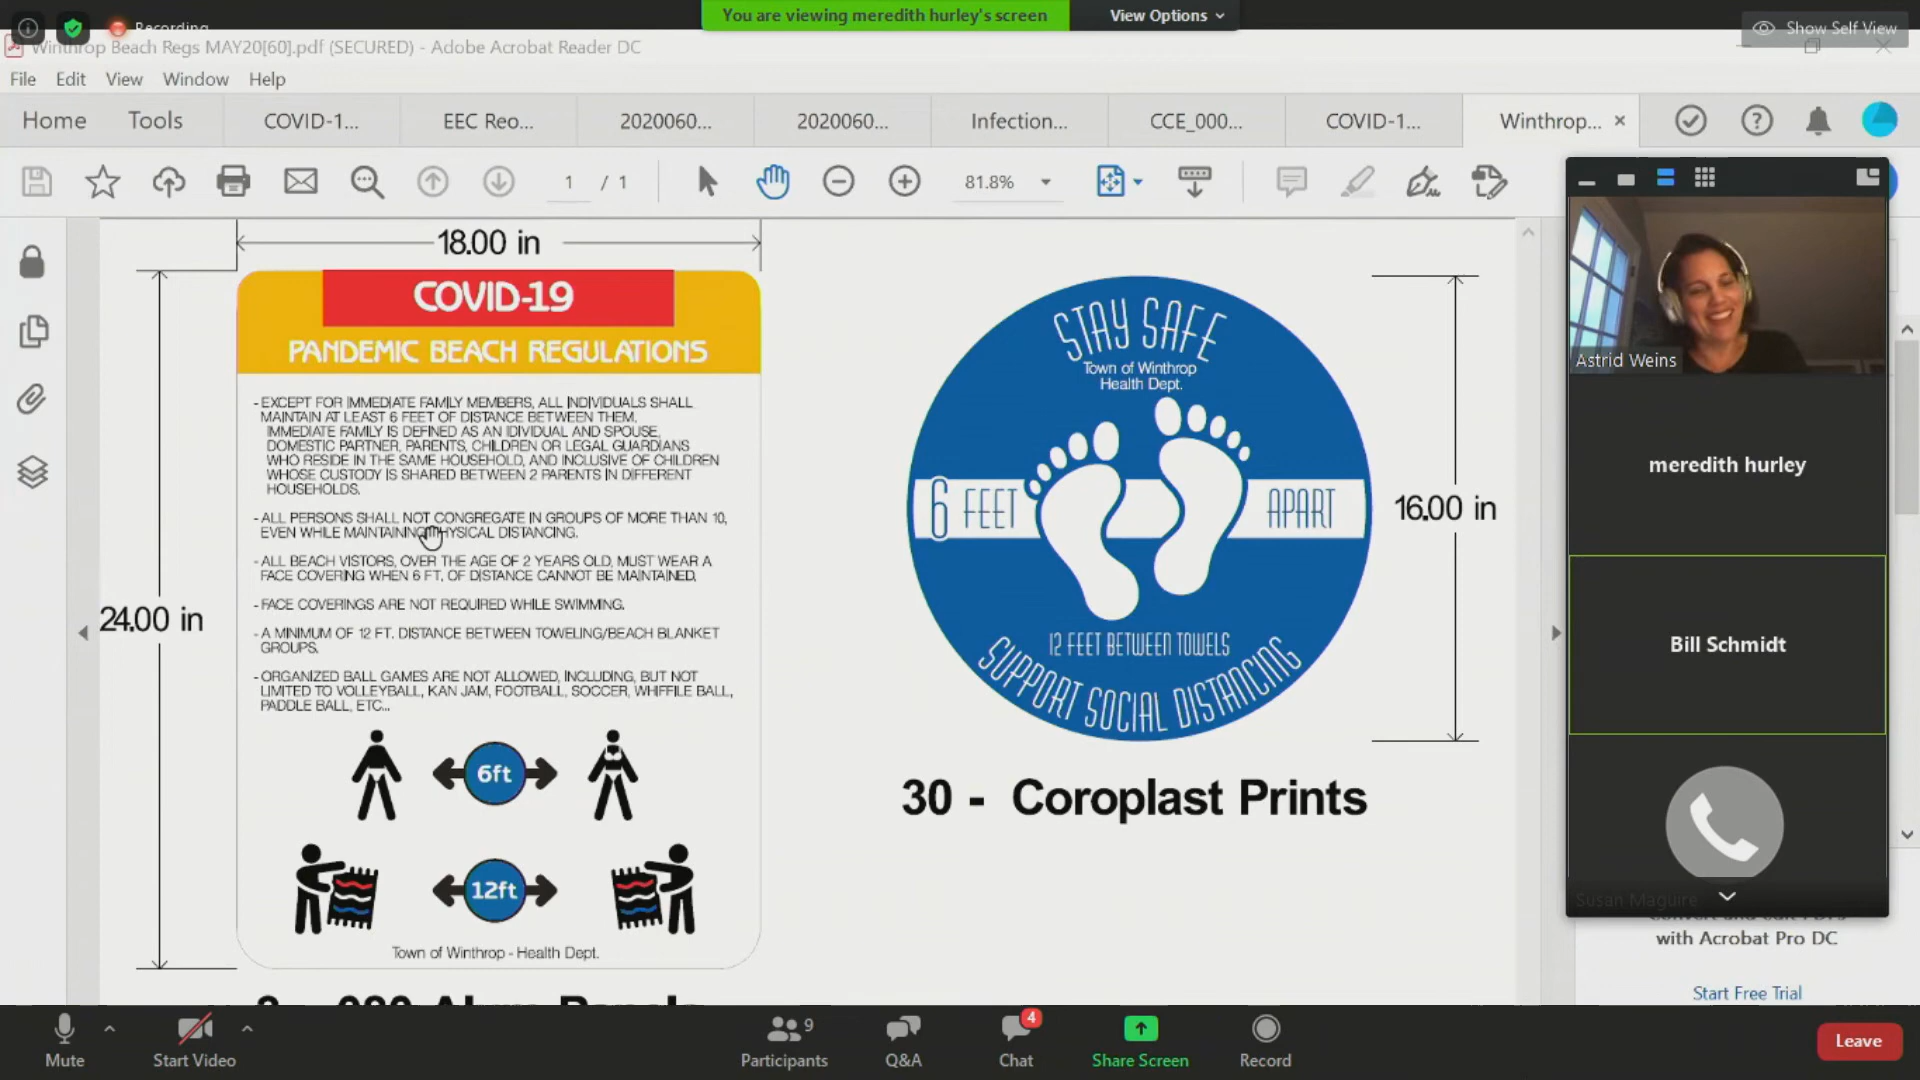 Recording
You are viewing meredith hurley's screen
View Options
Show Self View
Winthrop Beach Regs MAY20[60].pdf (SECURED) - Adobe Acrobat Reader DC
File Edit View Window Help
Home Tools COVID-1... EEC Reo... 2020060... 2020060... Infection... CCE_000... COVID-1... Winthrop... ×
1 / 1
81.8%
18.00 in
24.00 in
COVID-19
PANDEMIC BEACH REGULATIONS
- EXCEPT FOR IMMEDIATE FAMILY MEMBERS, ALL INDIVIDUALS SHALL
MAINTAIN AT LEAST 6 FEET OF DISTANCE BETWEEN THEM.
IMMEDIATE FAMILY IS DEFINED AS AN IDIVIDUAL AND SPOUSE,
DOMESTIC PARTNER, PARENTS, CHILDREN OR LEGAL GUARDIANS
WHO RESIDE IN THE SAME HOUSEHOLD, AND INCLUSIVE OF CHILDREN
WHOSE CUSTODY IS SHARED BETWEEN 2 PARENTS IN DIFFERENT
HOUSEHOLDS.
- ALL PERSONS SHALL NOT CONGREGATE IN GROUPS OF MORE THAN 10,
EVEN WHILE MAINTAINING PHYSICAL DISTANCING.
- ALL BEACH VISTORS, OVER THE AGE OF 2 YEARS OLD, MUST WEAR A
FACE COVERING WHEN 6 FT. OF DISTANCE CANNOT BE MAINTAINED.
- FACE COVERINGS ARE NOT REQUIRED WHILE SWIMMING.
- A MINIMUM OF 12 FT. DISTANCE BETWEEN TOWELING/BEACH BLANKET
GROUPS.
- ORGANIZED BALL GAMES ARE NOT ALLOWED, INCLUDING, BUT NOT
LIMITED TO VOLLEYBALL, KAN JAM, FOOTBALL, SOCCER, WHIFFLE BALL,
PADDLE BALL, ETC...
6ft
12ft
Town of Winthrop - Health Dept.
STAY SAFE
Town of Winthrop
Health Dept.
6 FEET APART
12 FEET BETWEEN TOWELS
SUPPORT SOCIAL DISTANCING
16.00 in
30 - Coroplast Prints
Astrid Weins
meredith hurley
Bill Schmidt
Susan Maguire
with Acrobat Pro DC
Start Free Trial
Mute
Start Video
9
Participants
Q&A
4
Chat
Share Screen
Record
Leave